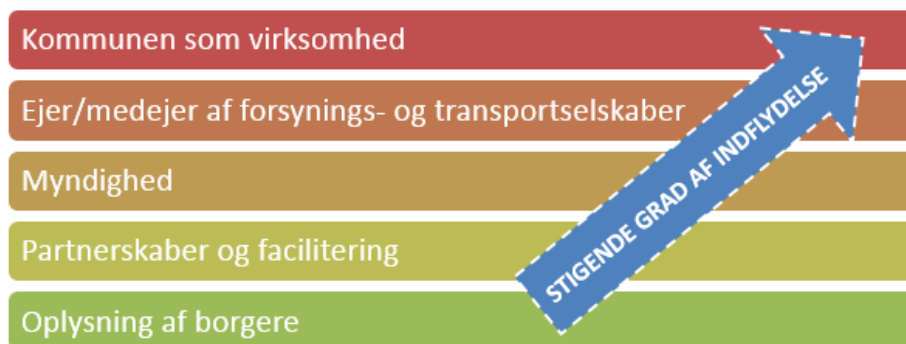 Kommunen som virksomhed
Ejer/medejer af forsynings- og transportselskaber
Myndighed
Partnerskaber og facilitering
Oplysning af borgere
STIGENDE GRAD AF INDFLYDELSE